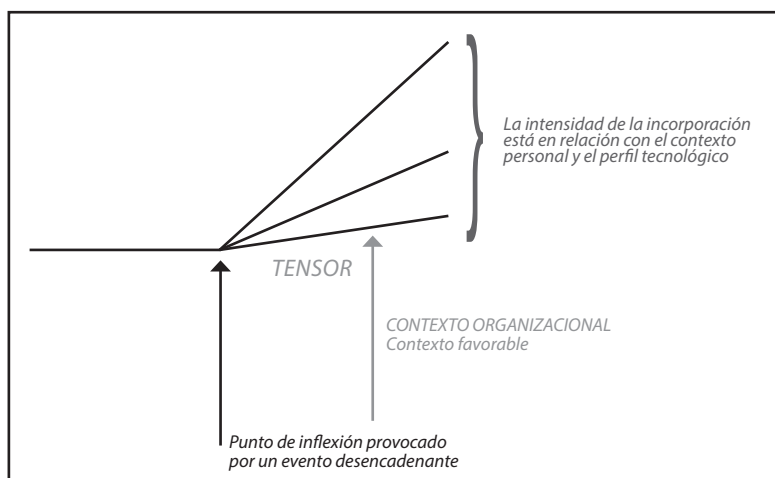 La intensidad de la incorporación
está en relación con el contexto
personal y el perfil tecnológico
TENSOR
CONTEXTO ORGANIZACIONAL
Contexto favorable
Punto de inflexión provocado
por un evento desencadenante